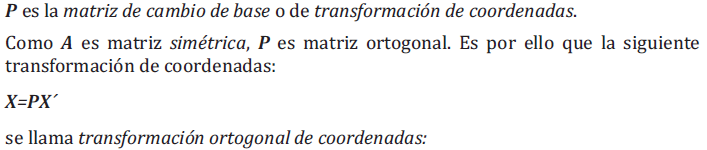 P es la matriz de cambio de base o de transformación de coordenadas.
Como A es matriz simétrica, P es matriz ortogonal. Es por ello que la siguiente
transformación de coordenadas:
X=PX´
se llama transformación ortogonal de coordenadas: